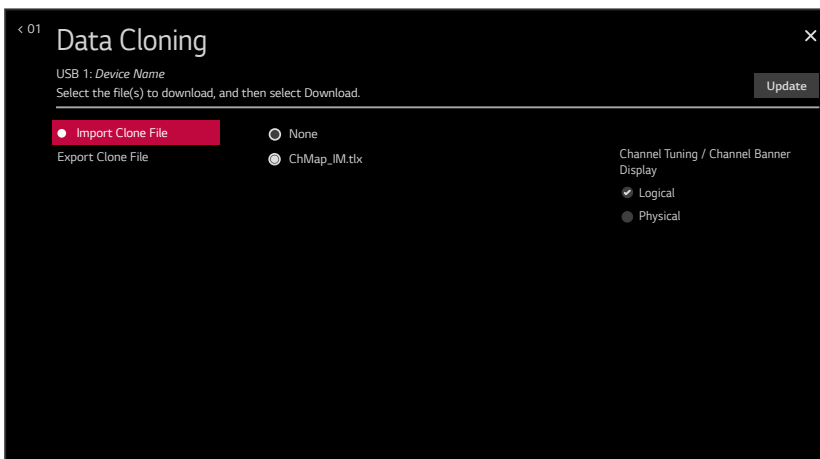 < 01
Data Cloning
USB 1: Device Name
Select the file(s) to download, and then select Download.
Update
Import Clone File
Export Clone File
None
ChMap_IM.tlx
Channel Tuning / Channel Banner
Display
Logical
Physical